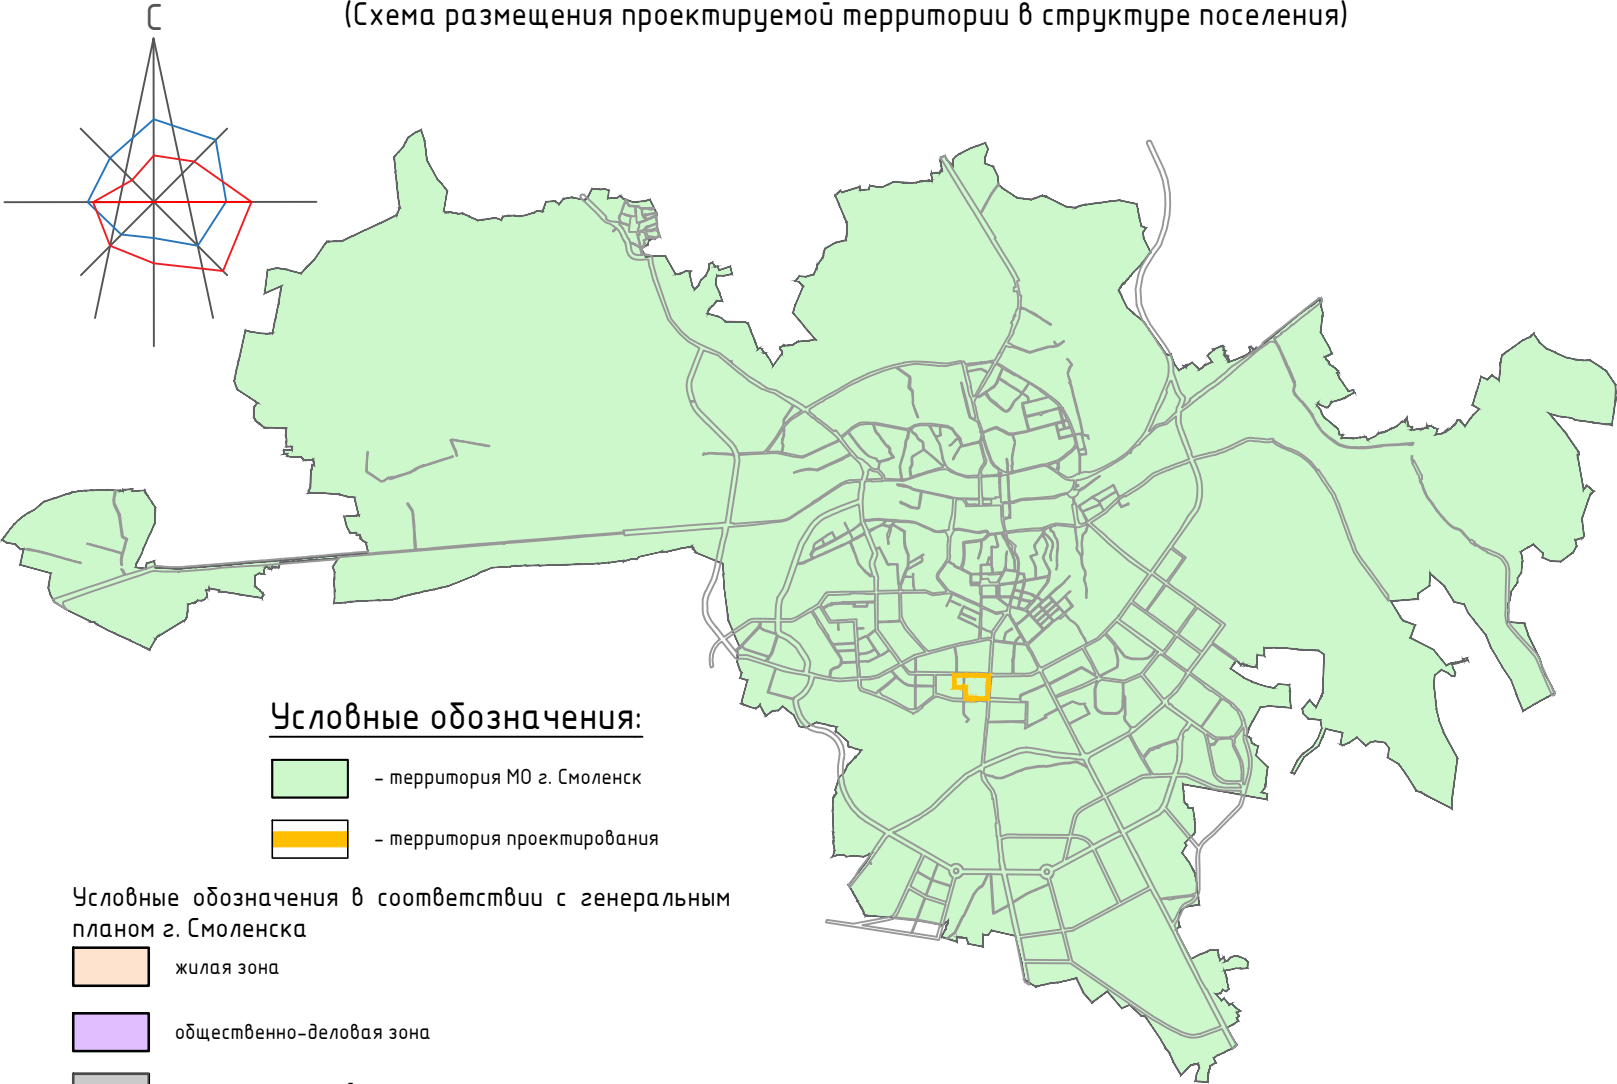 (Схема размещения проектируемой территории в структуре поселения)
С
Условные обозначения:
- территория МО г. Смоленск
- территория проектирования
Условные обозначения в соответствии с генеральным
планом г. Смоленска
жилая зона
общественно-деловая зона